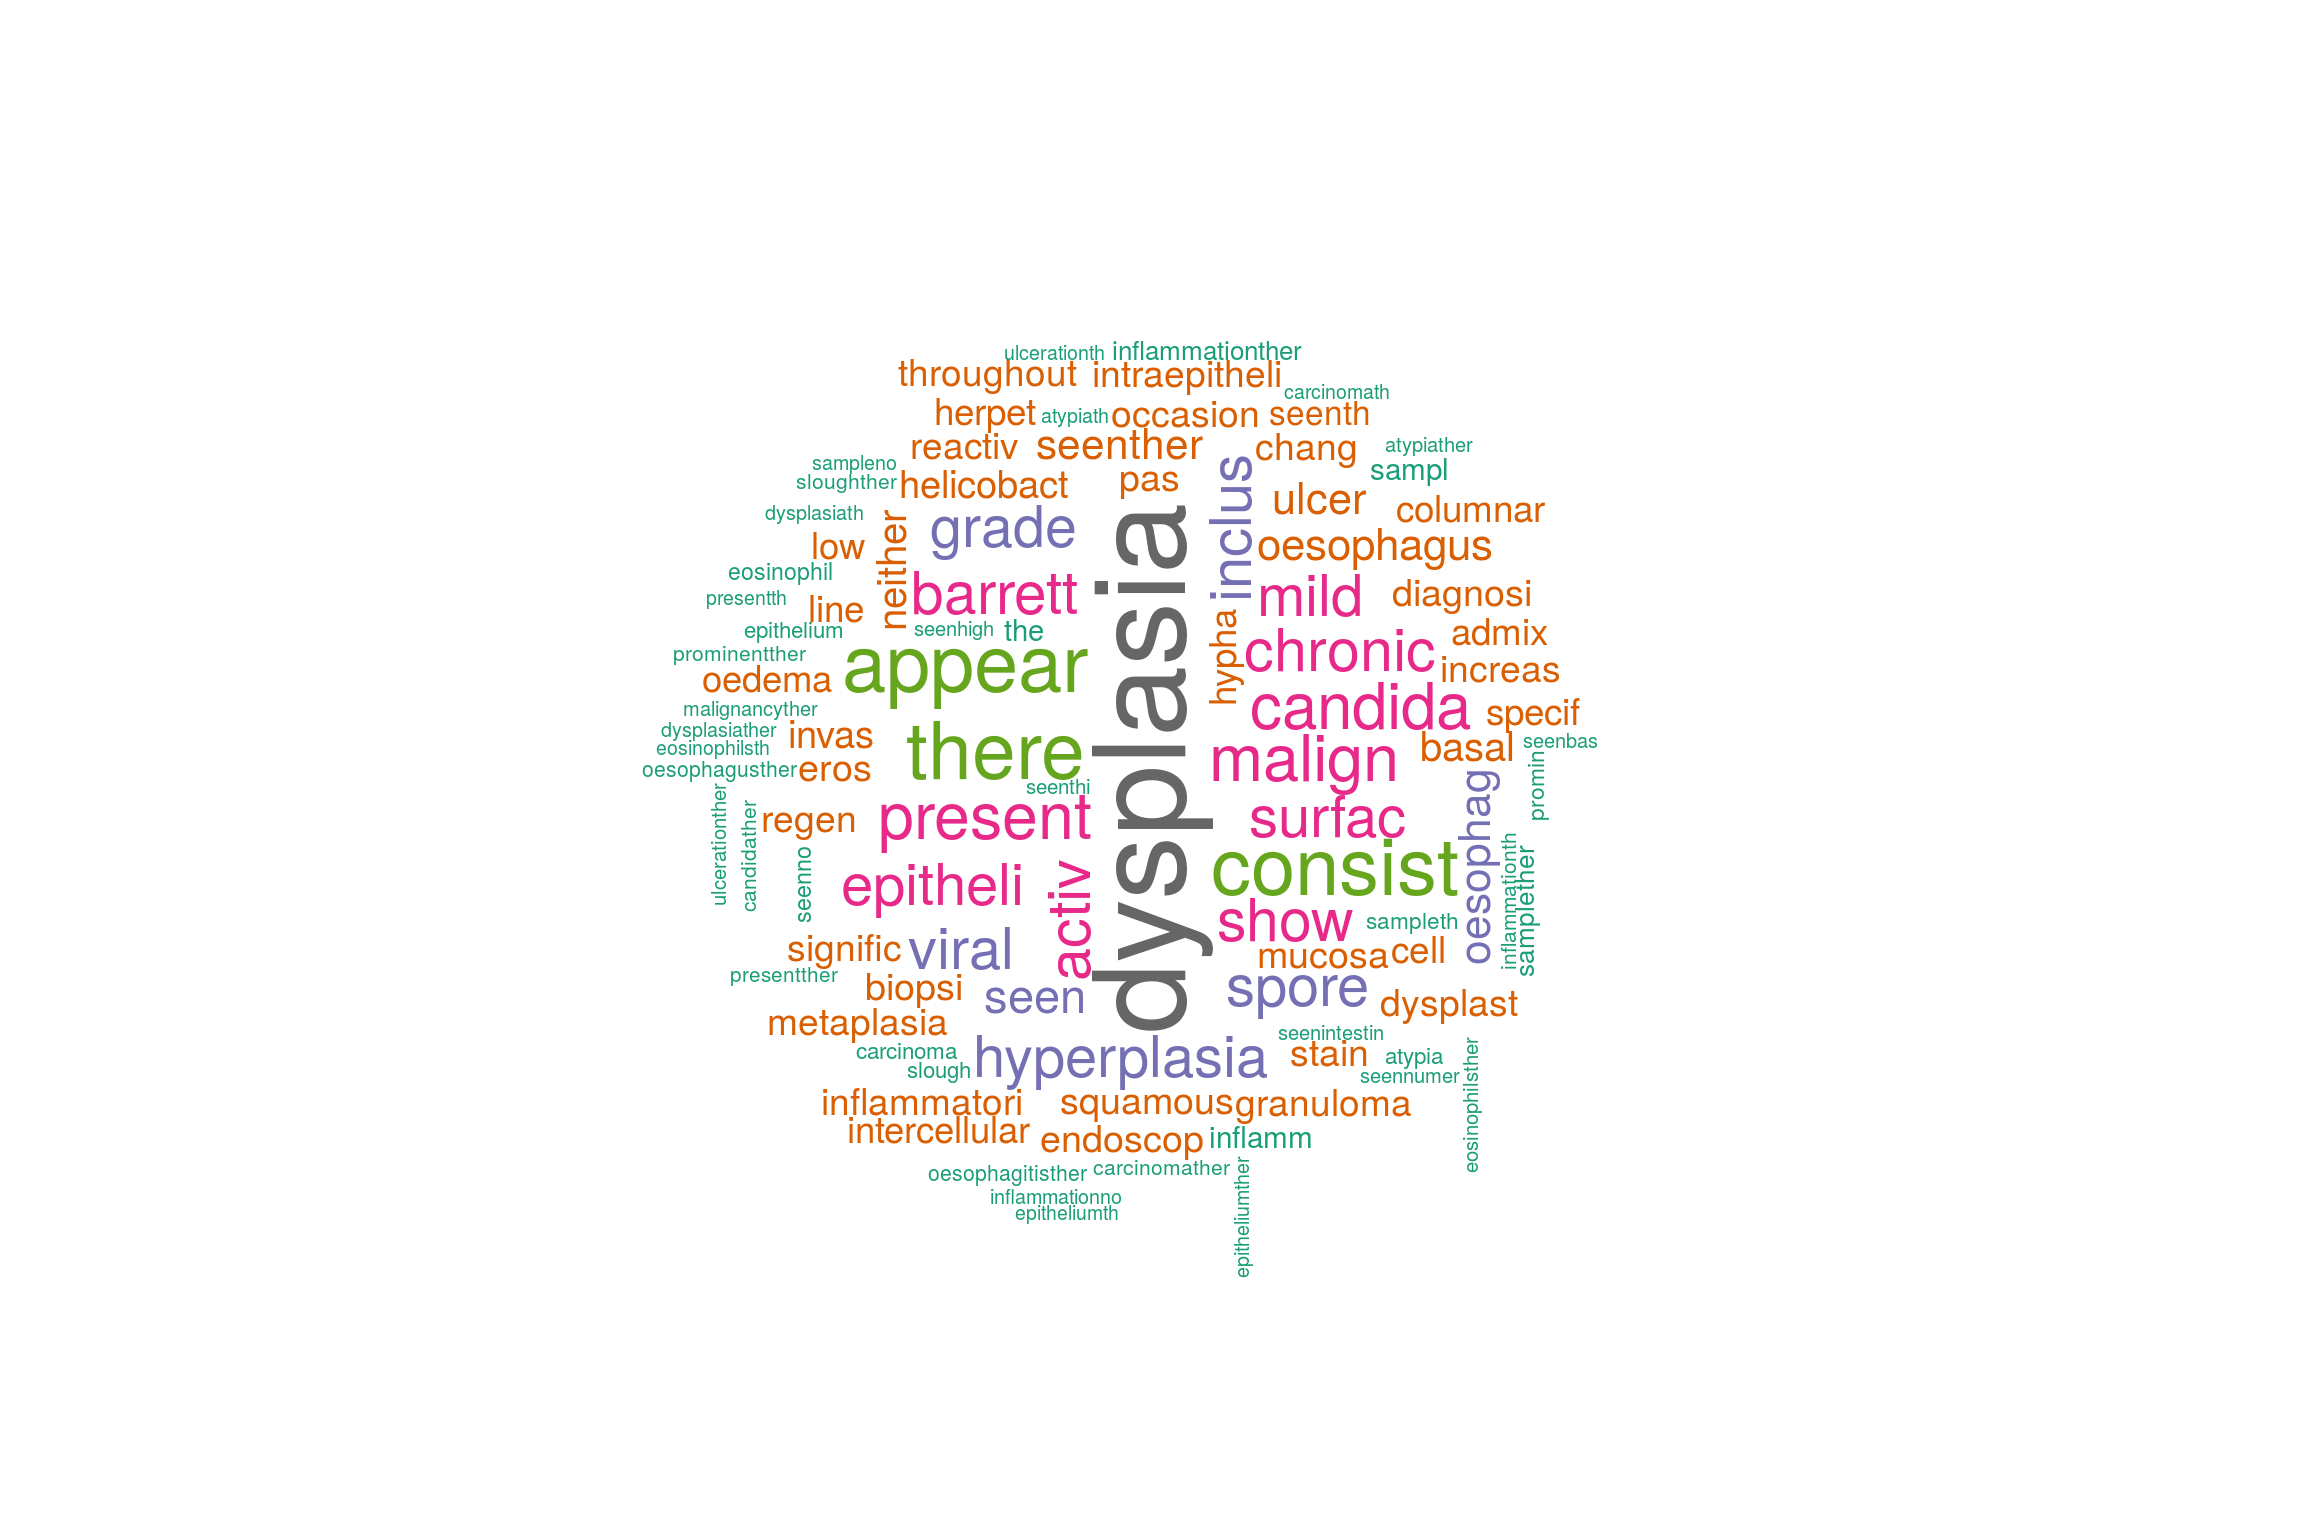 ulcerationth inflammationther
throughout intraepitheli
carcinomath
herpet atypiath occasion seenth
reactiv seenther chang atypiather
sampleno sampl
sloughther helicobact pas
inclus
ulcer
columnar
dysplasiath grade
neither
low oesophagus
dysplasia
eosinophil
presentth line barrett mild diagnosi
epithelium seenhigh the
hypha
chronic admix
prominentther
oedema appear increas
malignancyther candida specif
dysplasiather invas
eosinophilsth there malign basal seenbas
oesophagusther eros
seenthi
promin
oesophag
ulcerationther
candidather
regen present surfac
seenno
epitheli
activ
consist
inflammationth
samplether
show sampleth
signific viral mucosa cell
presentther biopsi seen spore dysplast
metaplasia
seenintestin
carcinoma hyperplasia stain atypia
slough seennumer
eosinophilsther
inflammatori squamous granuloma
intercellular endoscop inflamm
oesophagitisther carcinomather
inflammationno
epitheliumth
epitheliumther